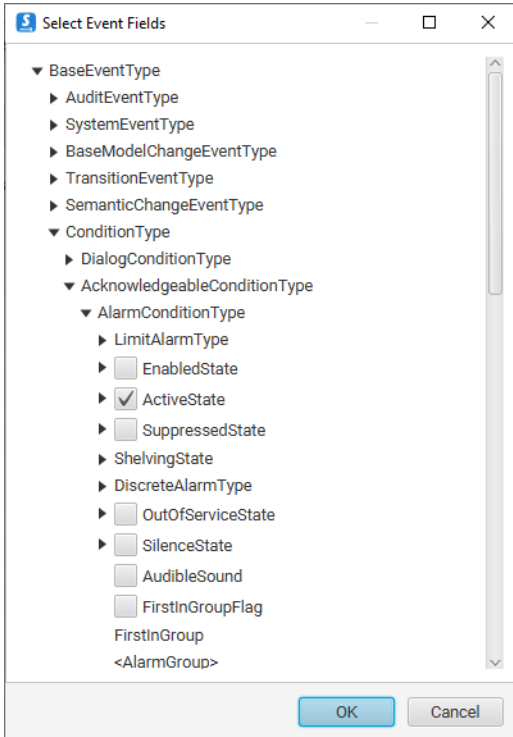 Select Event Fields
BaseEventType
AuditEventType
SystemEventType
BaseModelChangeEventType
TransitionEventType
SemanticChangeEventType
ConditionType
DialogConditionType
AcknowledgeableConditionType
AlarmConditionType
LimitAlarmType
EnabledState
ActiveState
SuppressedState
ShelvingState
DiscreteAlarmType
OutOfServiceState
SilenceState
AudibleSound
FirstInGroupFlag
FirstInGroup
<AlarmGroup>
OK Cancel